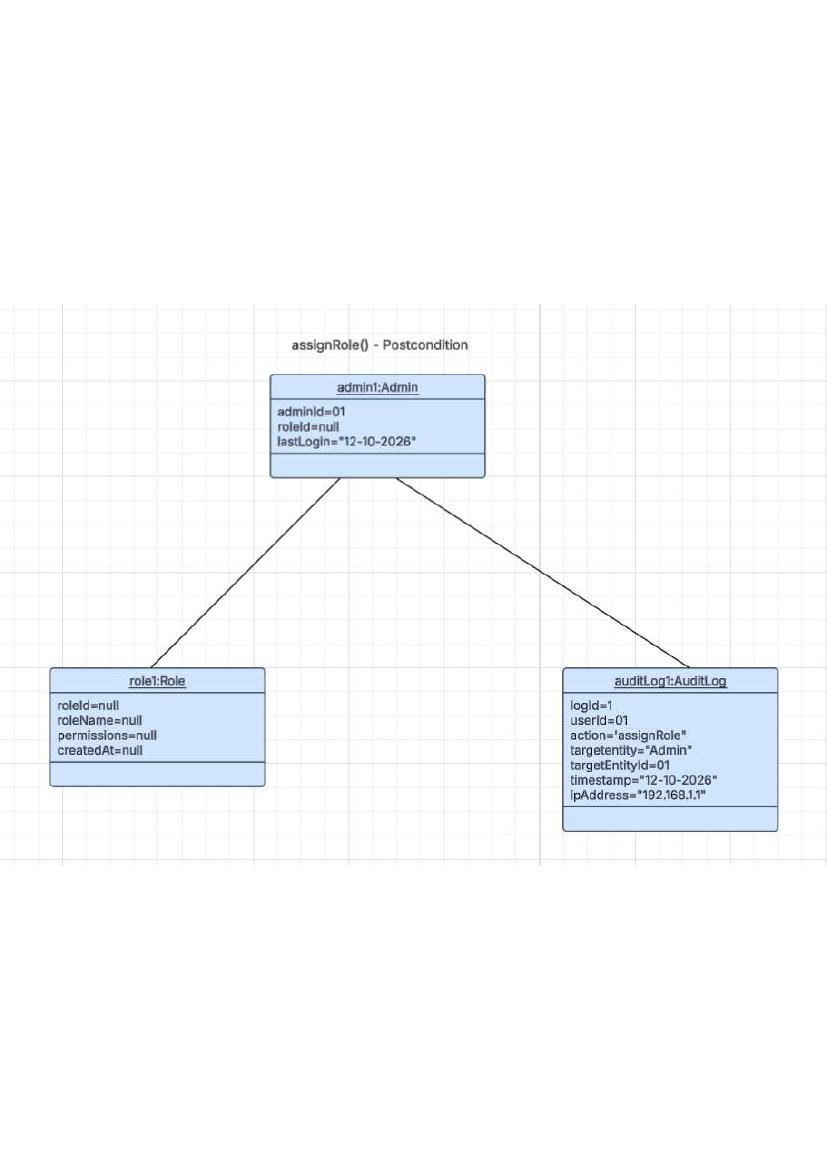 assignRole() - Postcondition
admin1:Admin
adminId=01
roleId=null
lastLogin="12-10-2026"
role1:Role
roleId=null
roleName=null
permissions=null
createdAt=null
auditLog1:AuditLog
logId=1
userId=01
action="assignRole"
targetentity="Admin"
targetEntityId=01
timestamp="12-10-2026"
ipAddress="192.168.1.1"